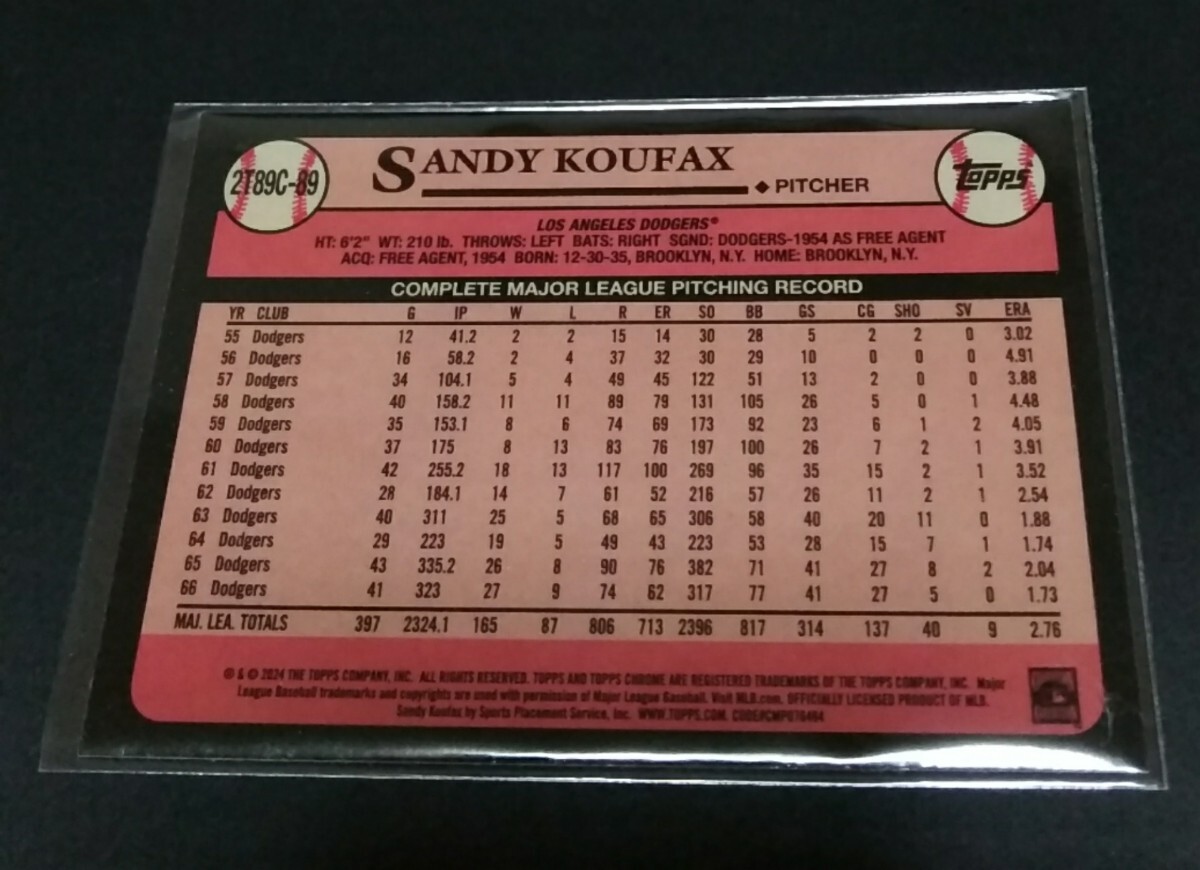 2T89C-89
SANDY KOUFAX
◆ PITCHER
topps
LOS ANGELES DODGERS®
HT: 6'2" WT: 210 lb. THROWS: LEFT BATS: RIGHT SGND: DODGERS-1954 AS FREE AGENT
ACQ: FREE AGENT, 1954 BORN: 12-30-35, BROOKLYN, N.Y. HOME: BROOKLYN, N.Y.
COMPLETE MAJOR LEAGUE PITCHING RECORD
YR CLUB G IP W L R ER SO BB GS CG SHO SV ERA
55 Dodgers 12 41.2 2 2 15 14 30 28 5 2 2 0 3.02
56 Dodgers 16 58.2 2 4 37 32 30 29 10 0 0 0 4.91
57 Dodgers 34 104.1 5 4 49 45 122 51 13 2 0 0 3.88
58 Dodgers 40 158.2 11 11 89 79 131 105 26 5 0 1 4.48
59 Dodgers 35 153.1 8 6 74 69 173 92 23 6 1 2 4.05
60 Dodgers 37 175 8 13 83 76 197 100 26 7 2 1 3.91
61 Dodgers 42 255.2 18 13 117 100 269 96 35 15 2 1 3.52
62 Dodgers 28 184.1 14 7 61 52 216 57 26 11 2 1 2.54
63 Dodgers 40 311 25 5 68 65 306 58 40 20 11 0 1.88
64 Dodgers 29 223 19 5 49 43 223 53 28 15 7 1 1.74
65 Dodgers 43 335.2 26 8 90 76 382 71 41 27 8 2 2.04
66 Dodgers 41 323 27 9 74 62 317 77 41 27 5 0 1.73
MAJ. LEA. TOTALS 397 2324.1 165 87 806 713 2396 817 314 137 40 9 2.76
® & © 2024 THE TOPPS COMPANY, INC. ALL RIGHTS RESERVED. TOPPS AND TOPPS CHROME ARE REGISTERED TRADEMARKS OF THE TOPPS COMPANY, INC. Major
League Baseball trademarks and copyrights are used with permission of Major League Baseball. Visit MLB.com. OFFICIALLY LICENSED PRODUCT OF MLB.
Sandy Koufax by Sports Placement Service, Inc. WWW.TOPPS.COM